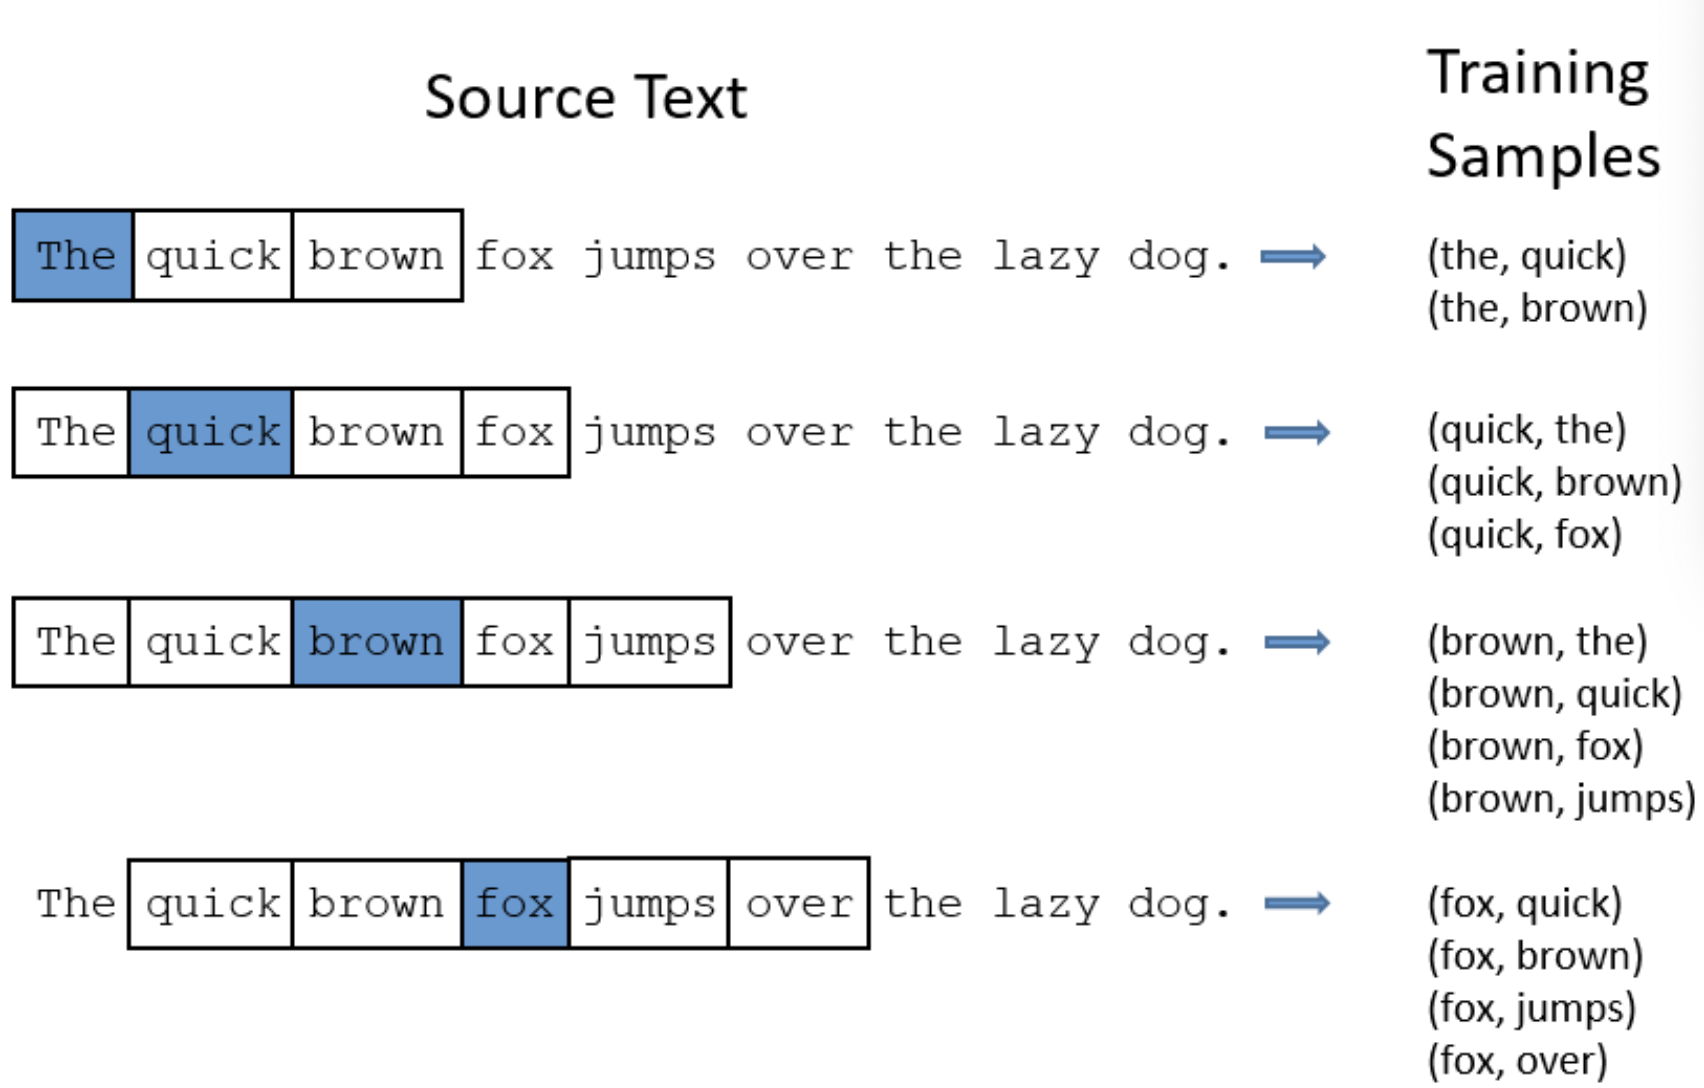 Source Text
Training
Samples
The quick brown fox jumps over the lazy dog.
(the, quick)
(the, brown)
The quick brown fox jumps over the lazy dog.
(quick, the)
(quick, brown)
(quick, fox)
The quick brown fox jumps over the lazy dog.
(brown, the)
(brown, quick)
(brown, fox)
(brown, jumps)
The quick brown fox jumps over the lazy dog.
(fox, quick)
(fox, brown)
(fox, jumps)
(fox, over)